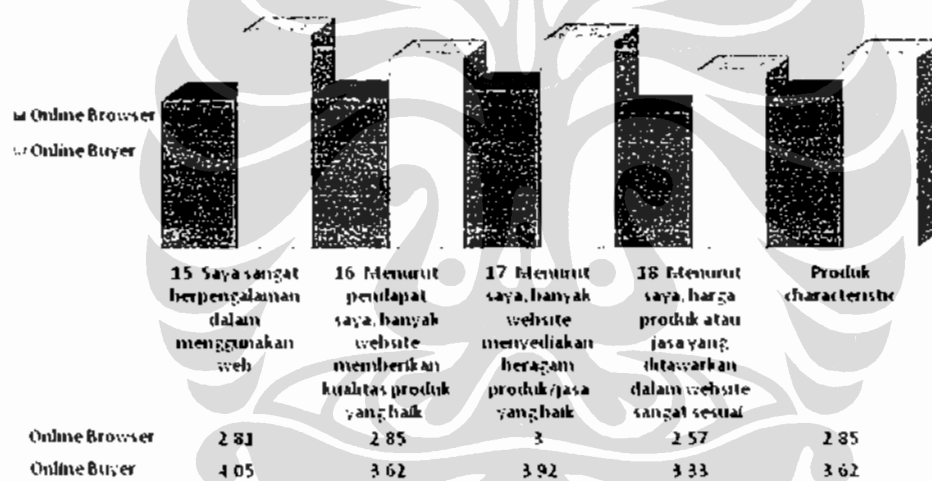 Online Browser
Online Buyer
15 Saya sangat berpengalaman dalam menggunakan web
16 Menurut pendapat saya, banyak website memberikan kualitas produk yang baik
17 Menurut saya, banyak website menyediakan beragam produk/jasa yang baik
18 Menurut saya, harga produk atau jasa yang ditawarkan dalam website sangat sesuai
Produk characteristic
Online Browser 2.81 2.85 3 2.57 2.85
Online Buyer 4.05 3.62 3.92 3.33 3.62